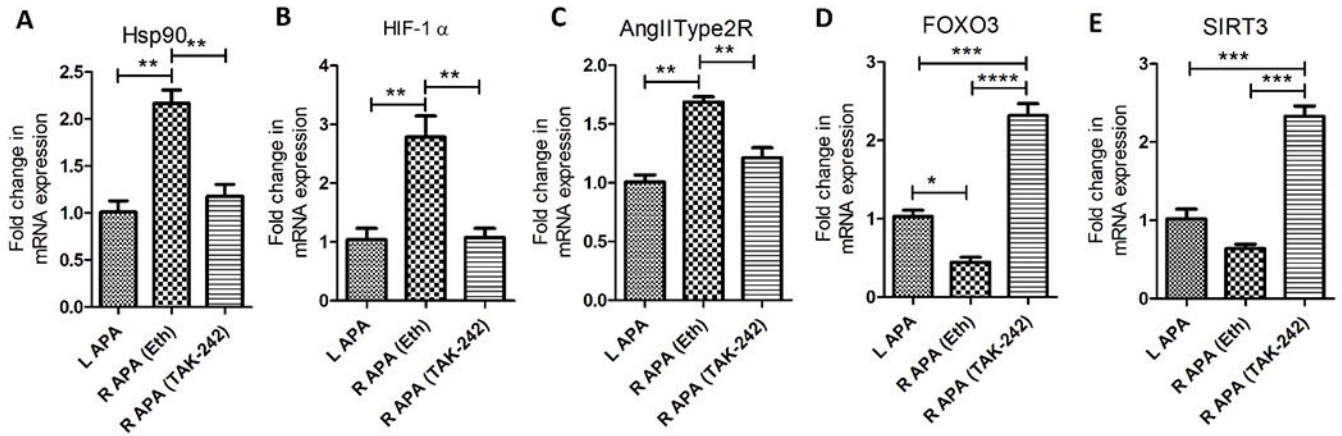 A
Hsp90
Fold change in
mRNA expression
2.5
2.0
1.5
1.0
0.5
0.0
**
**
L APA
R APA (Eth)
R APA (TAK-242)
B
HIF-1 α
Fold change in
mRNA expression
4
3
2
1
0
**
**
L APA
R APA (Eth)
R APA (TAK-242)
C
AngIIType2R
Fold change in
mRNA expression
2.0
1.5
1.0
0.5
0.0
**
**
L APA
R APA (Eth)
R APA (TAK-242)
D
FOXO3
Fold change in
mRNA expression
3
2
1
0
***
****
*
L APA
R APA (Eth)
R APA (TAK-242)
E
SIRT3
Fold change in
mRNA expression
3
2
1
0
***
***
L APA
R APA (Eth)
R APA (TAK-242)